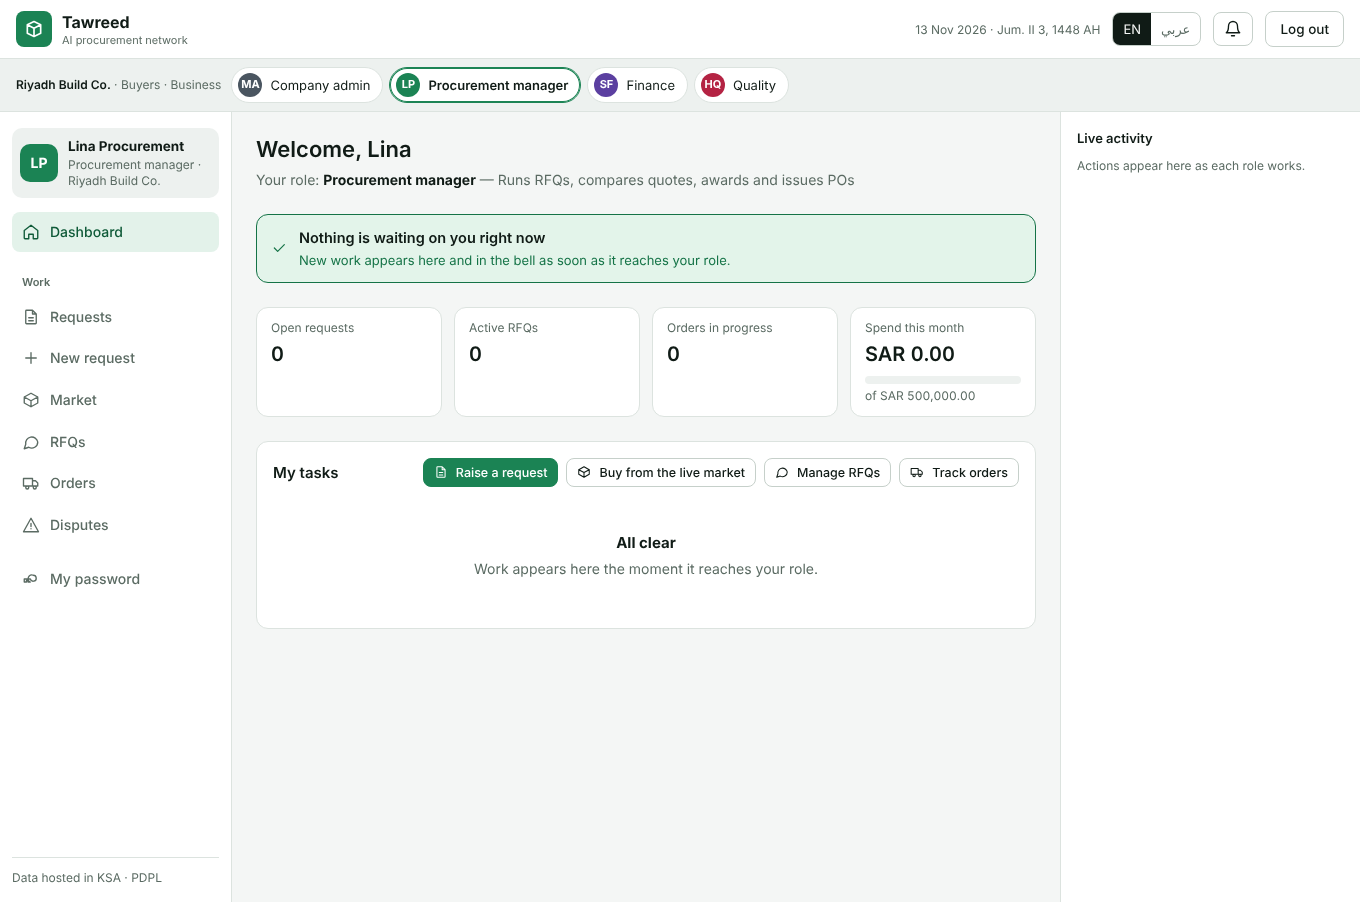 Tawreed
AI procurement network
13 Nov 2026 · Jum. II 3, 1448 AH
EN
عربي
Log out
Riyadh Build Co. · Buyers · Business
MA Company admin
LP Procurement manager
SF Finance
HQ Quality
LP
Lina Procurement
Procurement manager ·
Riyadh Build Co.
Dashboard
Work
Requests
New request
Market
RFQs
Orders
Disputes
My password
Data hosted in KSA · PDPL
Welcome, Lina
Your role: Procurement manager — Runs RFQs, compares quotes, awards and issues POs
Nothing is waiting on you right now
New work appears here and in the bell as soon as it reaches your role.
Open requests
0
Active RFQs
0
Orders in progress
0
Spend this month
SAR 0.00
of SAR 500,000.00
My tasks
Raise a request
Buy from the live market
Manage RFQs
Track orders
All clear
Work appears here the moment it reaches your role.
Live activity
Actions appear here as each role works.